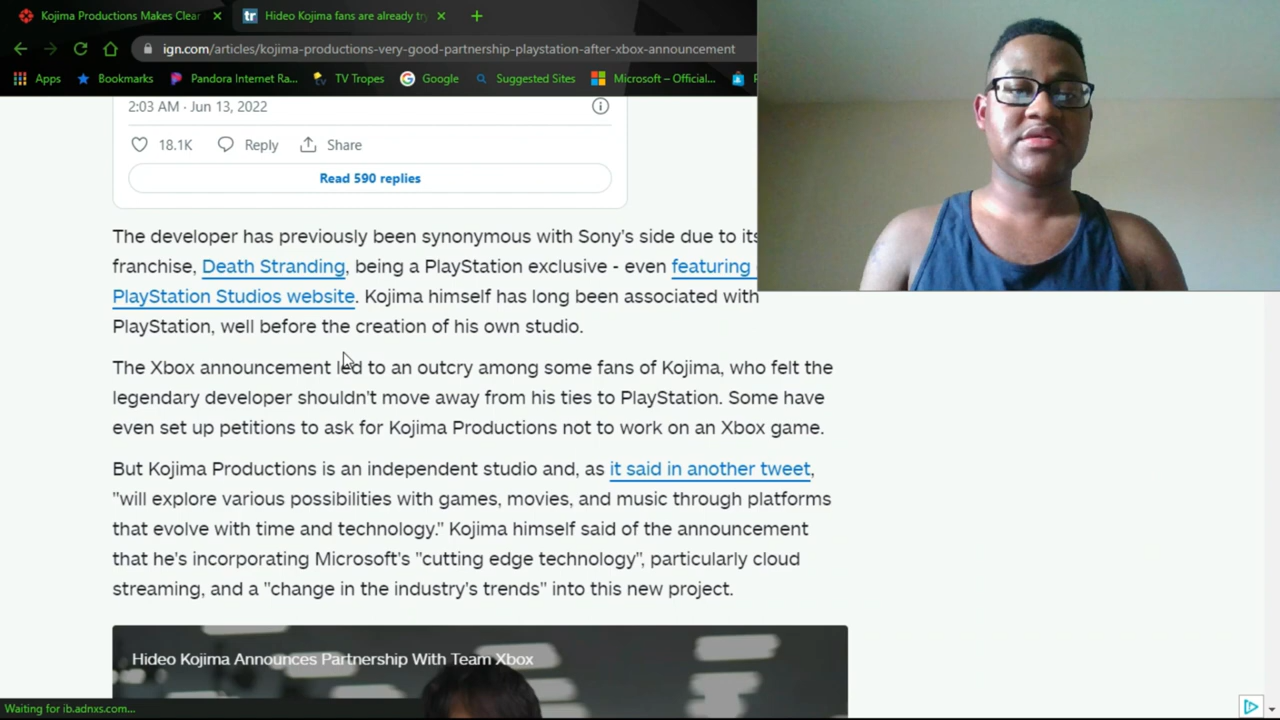 Kojima Productions Makes Clear
Hideo Kojima fans are already try
ign.com/articles/kojima-productions-very-good-partnership-playstation-after-xbox-announcement
Apps Bookmarks Pandora Internet Ra... TV Tropes Google Suggested Sites Microsoft – Official...
2:03 AM · Jun 13, 2022
18.1K Reply Share
Read 590 replies
The developer has previously been synonymous with Sony's side due to its
franchise, Death Stranding, being a PlayStation exclusive - even featuring
PlayStation Studios website. Kojima himself has long been associated with
PlayStation, well before the creation of his own studio.
The Xbox announcement led to an outcry among some fans of Kojima, who felt the
legendary developer shouldn't move away from his ties to PlayStation. Some have
even set up petitions to ask for Kojima Productions not to work on an Xbox game.
But Kojima Productions is an independent studio and, as it said in another tweet,
"will explore various possibilities with games, movies, and music through platforms
that evolve with time and technology." Kojima himself said of the announcement
that he's incorporating Microsoft's "cutting edge technology", particularly cloud
streaming, and a "change in the industry's trends" into this new project.
Hideo Kojima Announces Partnership With Team Xbox
Waiting for ib.adnxs.com...